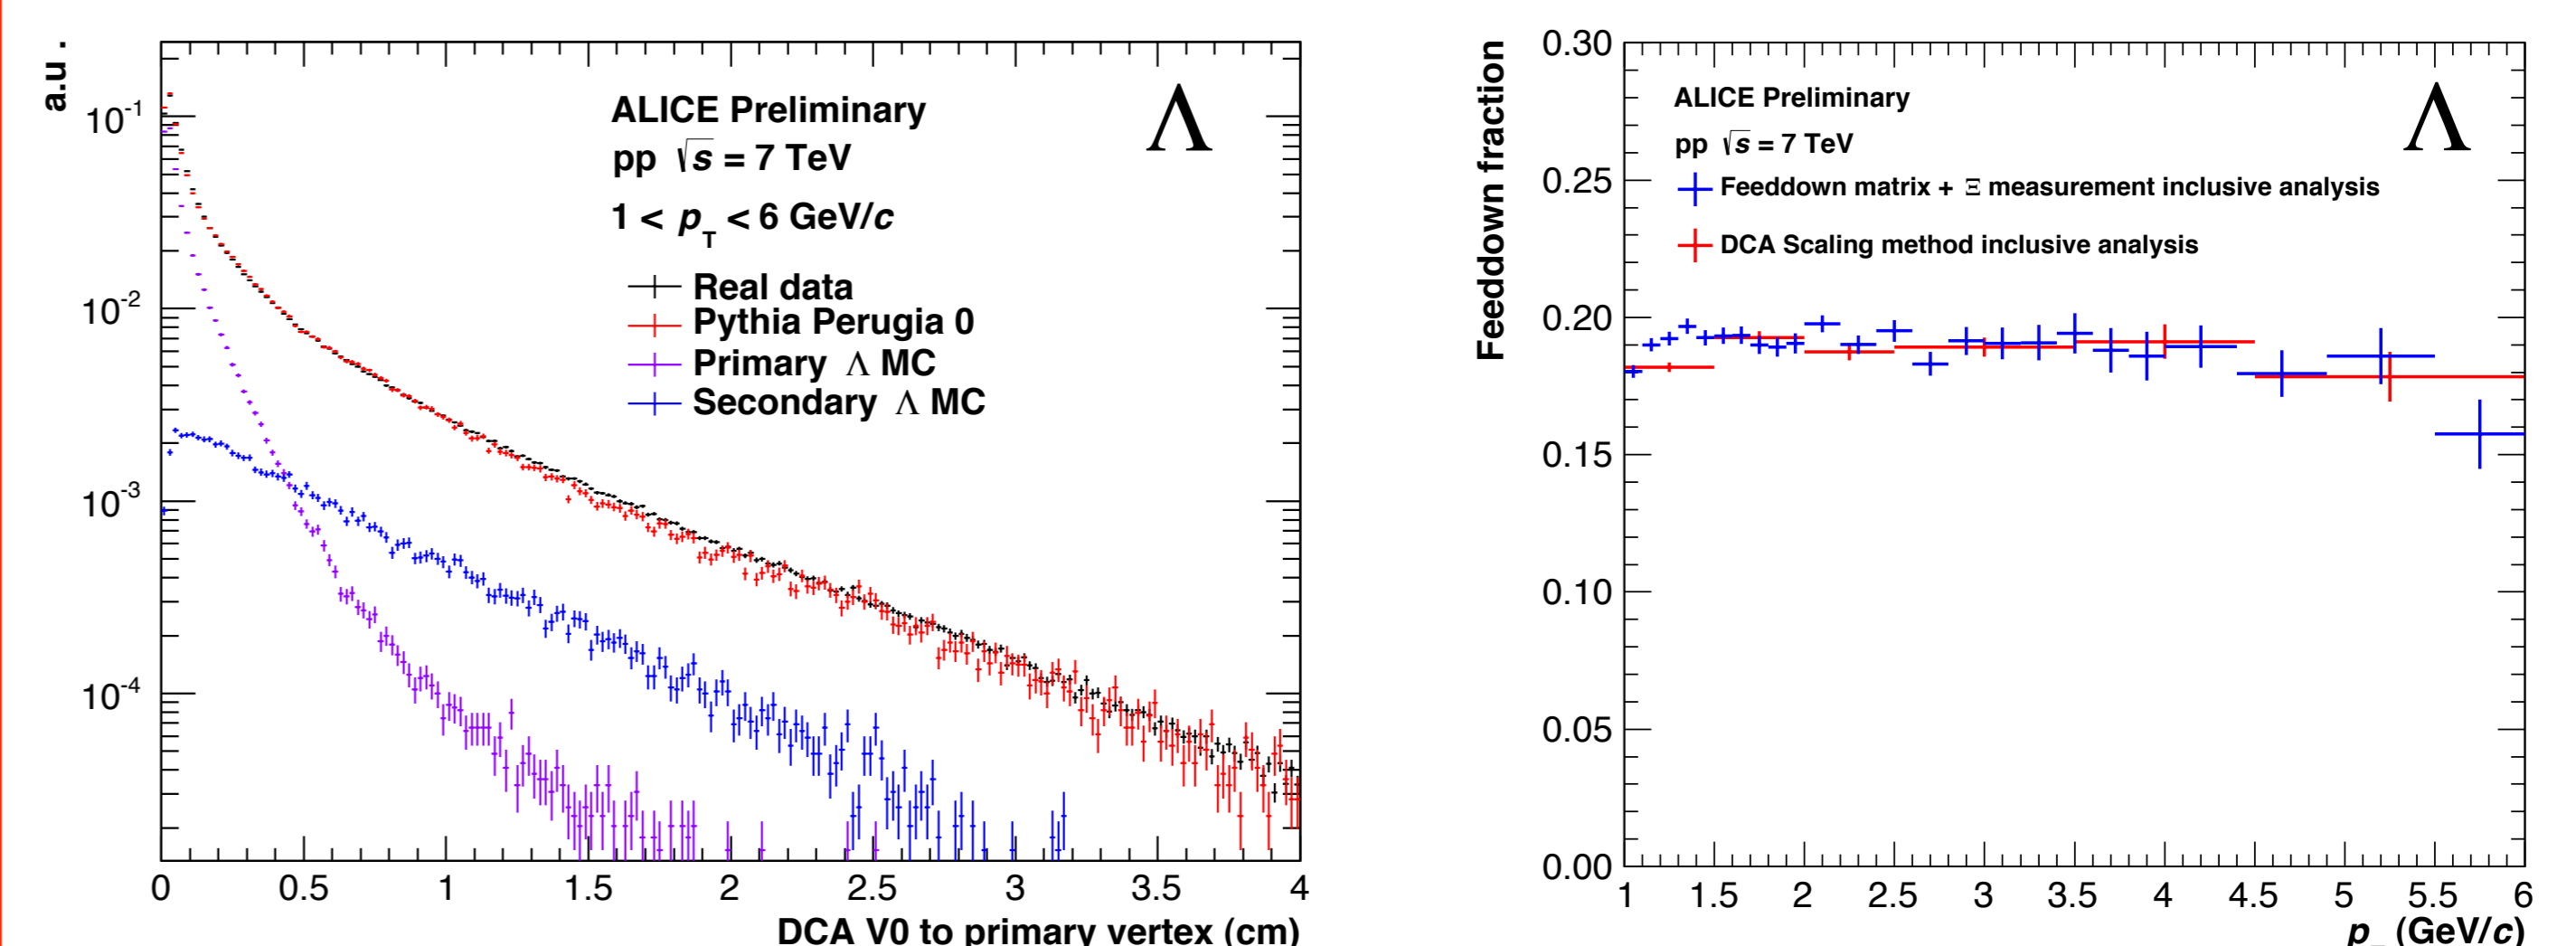 a.u .
10-1
10-2
10-3
10-4
ALICE Preliminary
pp √s = 7 TeV
1 < pT < 6 GeV/c
Λ
Real data
Pythia Perugia 0
Primary Λ MC
Secondary Λ MC
0 0.5 1 1.5 2 2.5 3 3.5 4
DCA V0 to primary vertex (cm)
Feeddown fraction
0.30
0.25
0.20
0.15
0.10
0.05
0.00
ALICE Preliminary
pp √s = 7 TeV
Λ
Feeddown matrix + Ξ measurement inclusive analysis
DCA Scaling method inclusive analysis
1 1.5 2 2.5 3 3.5 4 4.5 5 5.5 6
p (GeV/c)